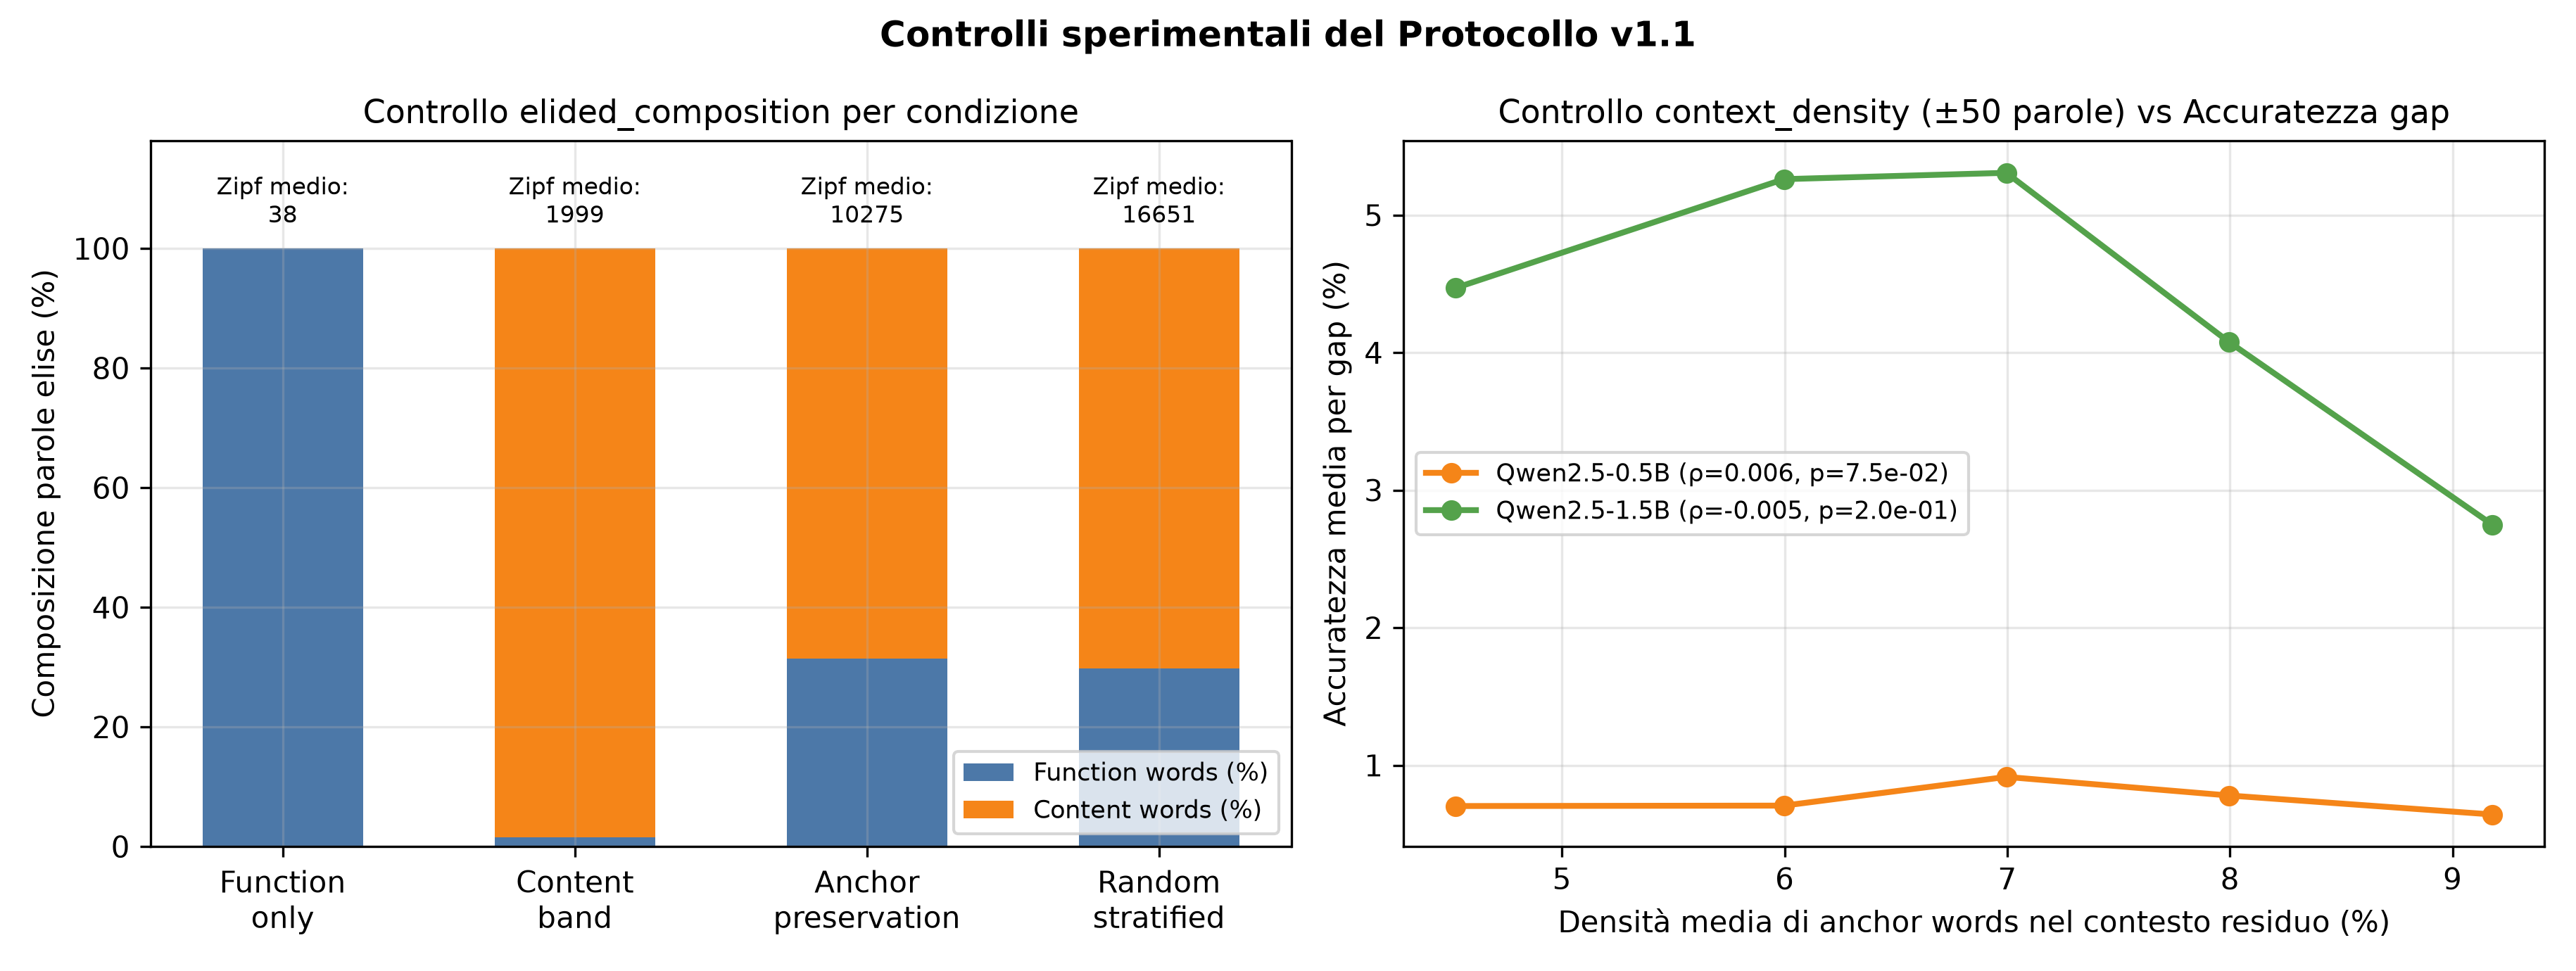 Controlli sperimentali del Protocollo v1.1
Controllo elided_composition per condizione
Zipf medio:
38
Zipf medio:
1999
Zipf medio:
10275
Zipf medio:
16651
Composizione parole elise (%)
100
80
60
40
20
0
Function words (%)
Content words (%)
Function
only
Content
band
Anchor
preservation
Random
stratified
Controllo context_density (±50 parole) vs Accuratezza gap
Accuratezza media per gap (%)
5
4
3
2
1
Qwen2.5-0.5B (ρ=0.006, p=7.5e-02)
Qwen2.5-1.5B (ρ=-0.005, p=2.0e-01)
5
6
7
8
9
Densità media di anchor words nel contesto residuo (%)